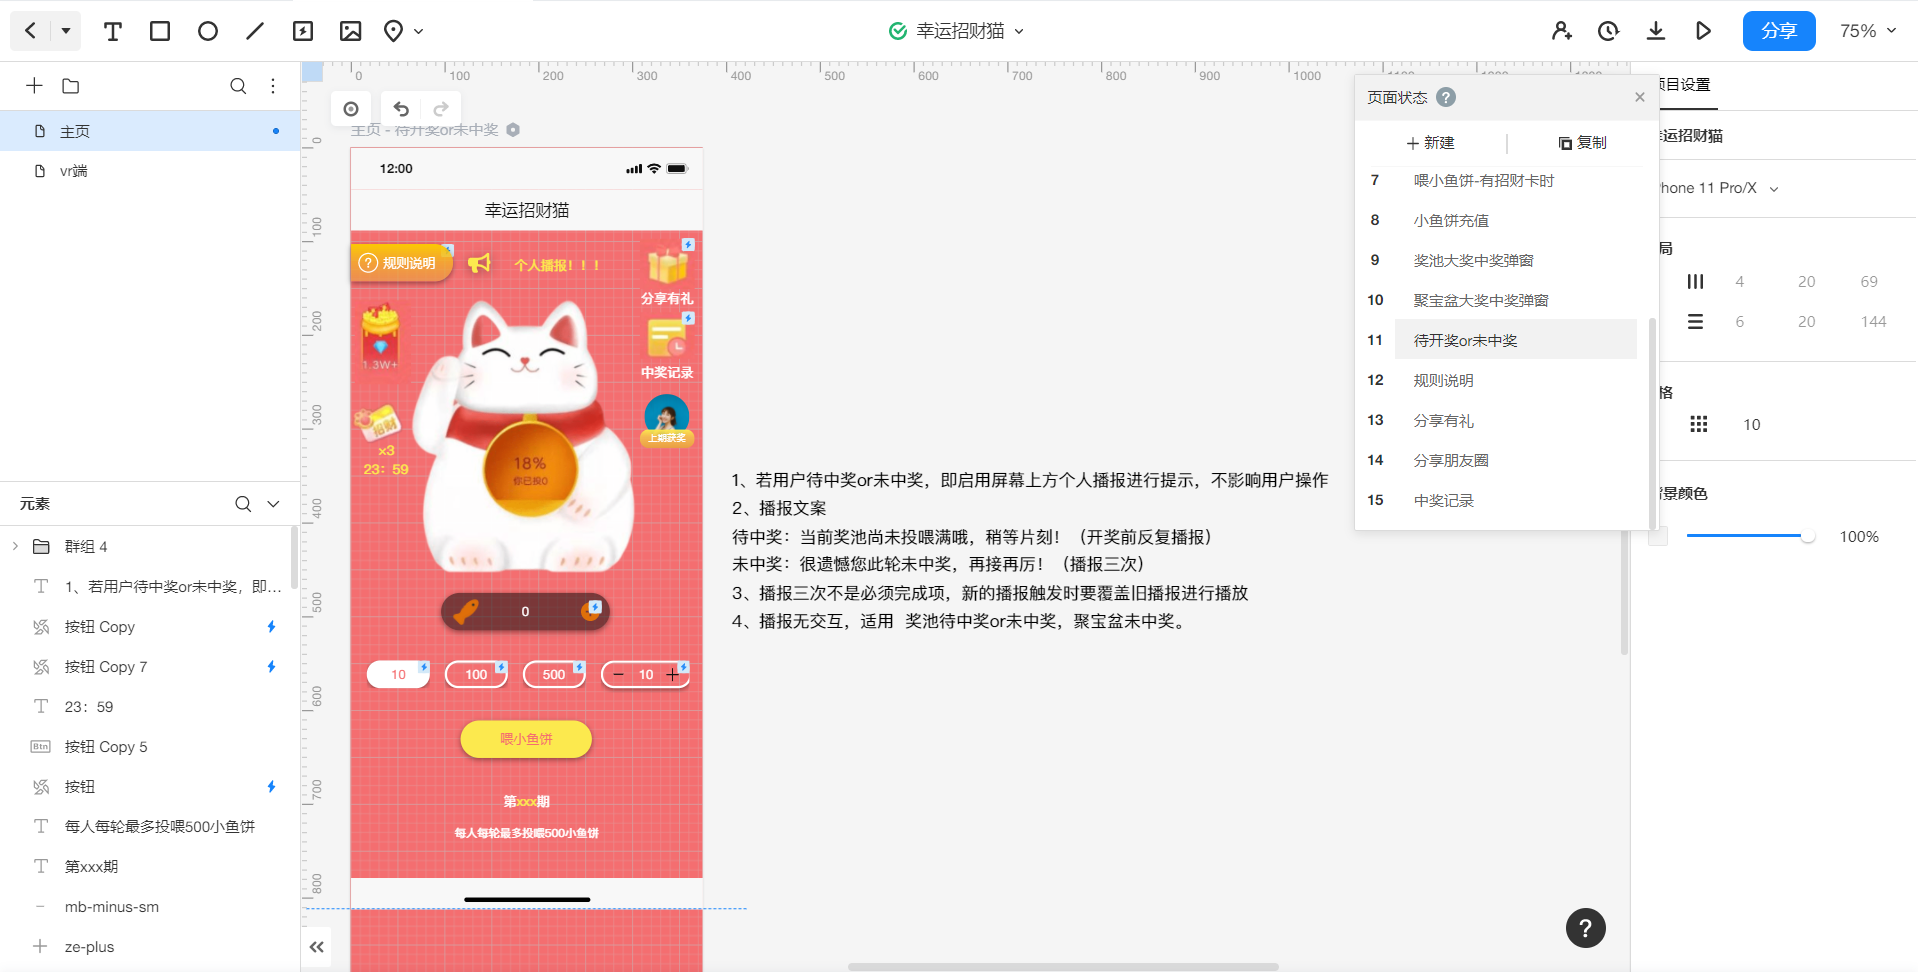 幸运招财猫
分享
75%
主页
vr端
元素
群组 4
1、若用户待中奖or未中奖，即...
按钮 Copy
按钮 Copy 7
23：59
Btn
按钮 Copy 5
按钮
每人每轮最多投喂500小鱼饼
第xxx期
mb-minus-sm
ze-plus
0 100 200 300 400 500 600 700 800 900 1000
0
100
200
300
400
500
600
700
800
主页 - 待开奖or未中奖
12:00
幸运招财猫
规则说明
个人播报！！！
分享有礼
1.3W+
中奖记录
招财
x3
23：59
上期获奖
18%
你已投0
0
10
100
500
10
喂小鱼饼
第xxx期
每人每轮最多投喂500小鱼饼
1、若用户待中奖or未中奖，即启用屏幕上方个人播报进行提示，不影响用户操作
2、播报文案
待中奖：当前奖池尚未投喂满哦，稍等片刻！（开奖前反复播报）
未中奖：很遗憾您此轮未中奖，再接再厉！（播报三次）
3、播报三次不是必须完成项，新的播报触发时要覆盖旧播报进行播放
4、播报无交互，适用 奖池待中奖or未中奖，聚宝盆未中奖。
页面状态
新建
复制
7 喂小鱼饼-有招财卡时
8 小鱼饼充值
9 奖池大奖中奖弹窗
10 聚宝盆大奖中奖弹窗
11 待开奖or未中奖
12 规则说明
13 分享有礼
14 分享朋友圈
15 中奖记录
项目设置
幸运招财猫
hone 11 Pro/X
局
4 20 69
6 20 144
格
10
背景颜色
100%